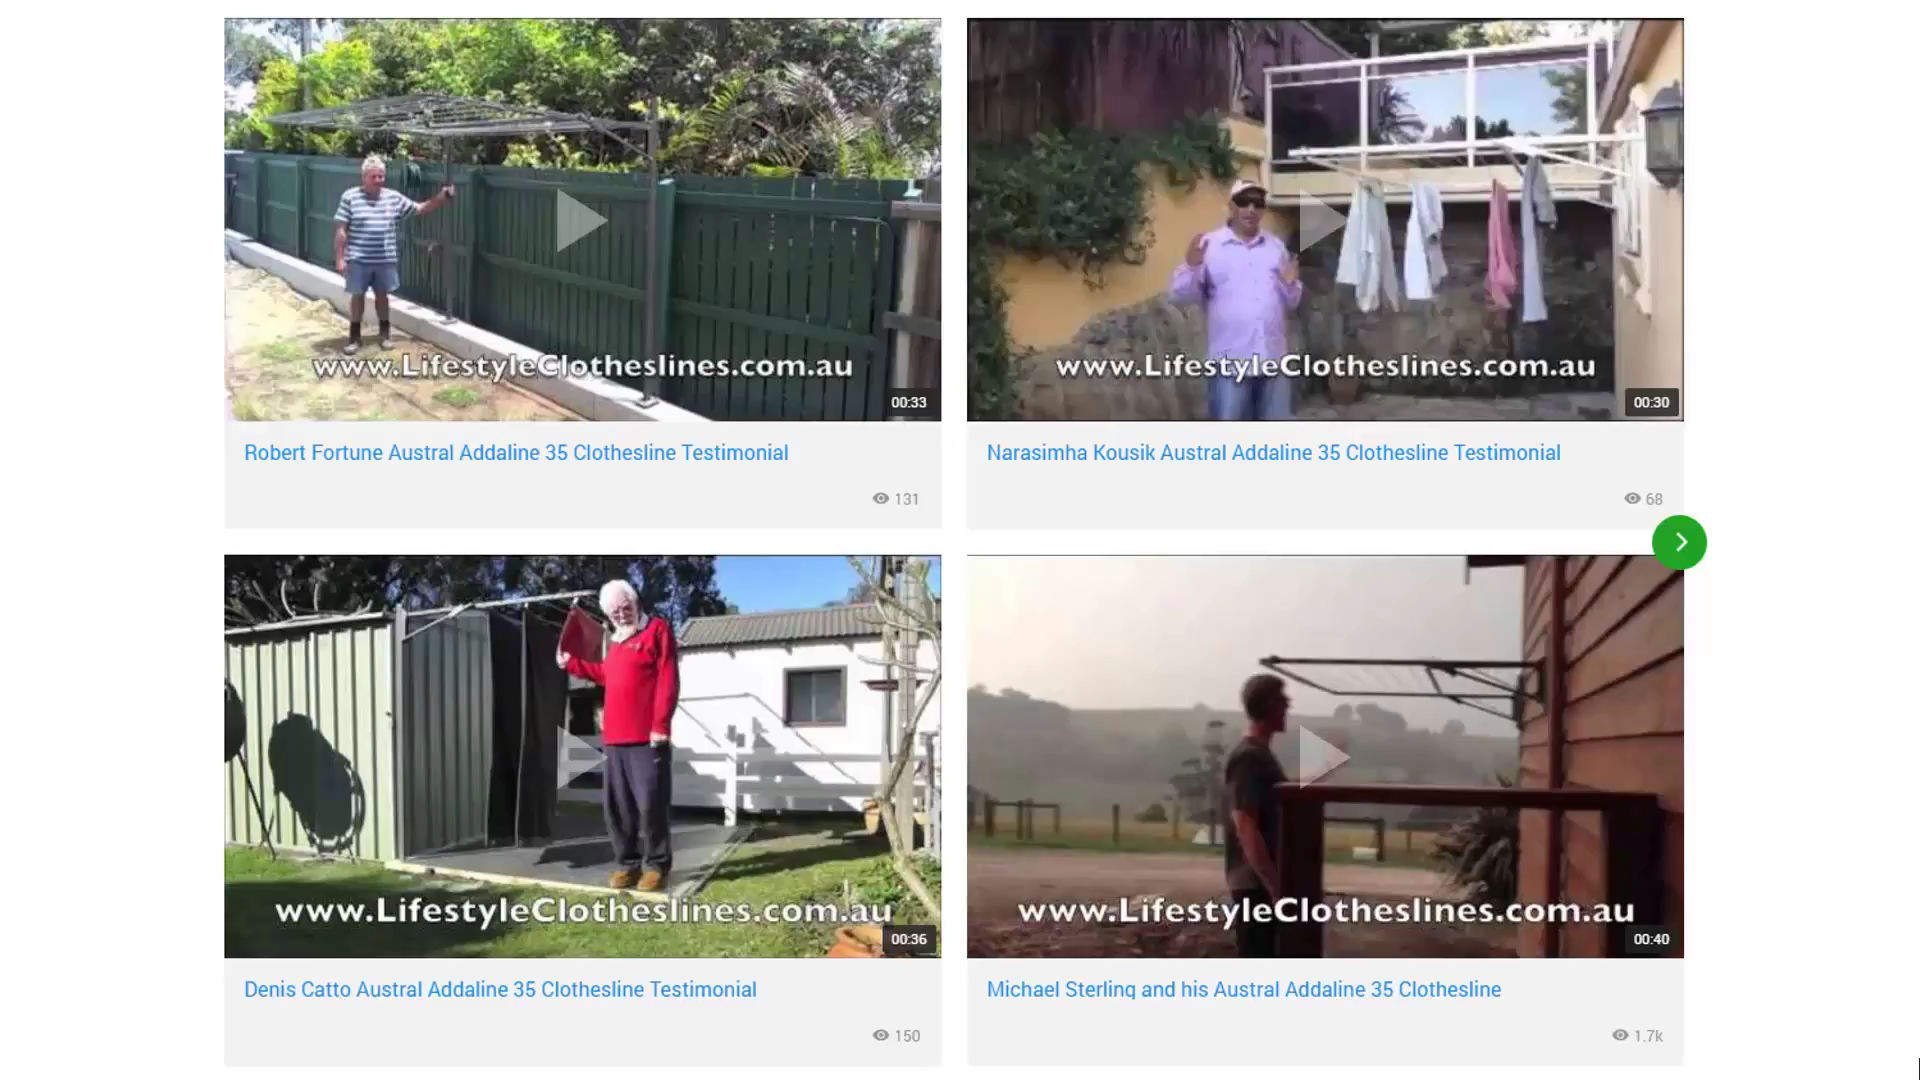 www.LifestyleClotheslines.com.au
00:33
Robert Fortune Austral Addaline 35 Clothesline Testimonial
131
www.LifestyleClotheslines.com.au
00:30
Narasimha Kousik Austral Addaline 35 Clothesline Testimonial
68
www.LifestyleClotheslines.com.au
00:36
Denis Catto Austral Addaline 35 Clothesline Testimonial
150
www.LifestyleClotheslines.com.au
00:40
Michael Sterling and his Austral Addaline 35 Clothesline
1.7k